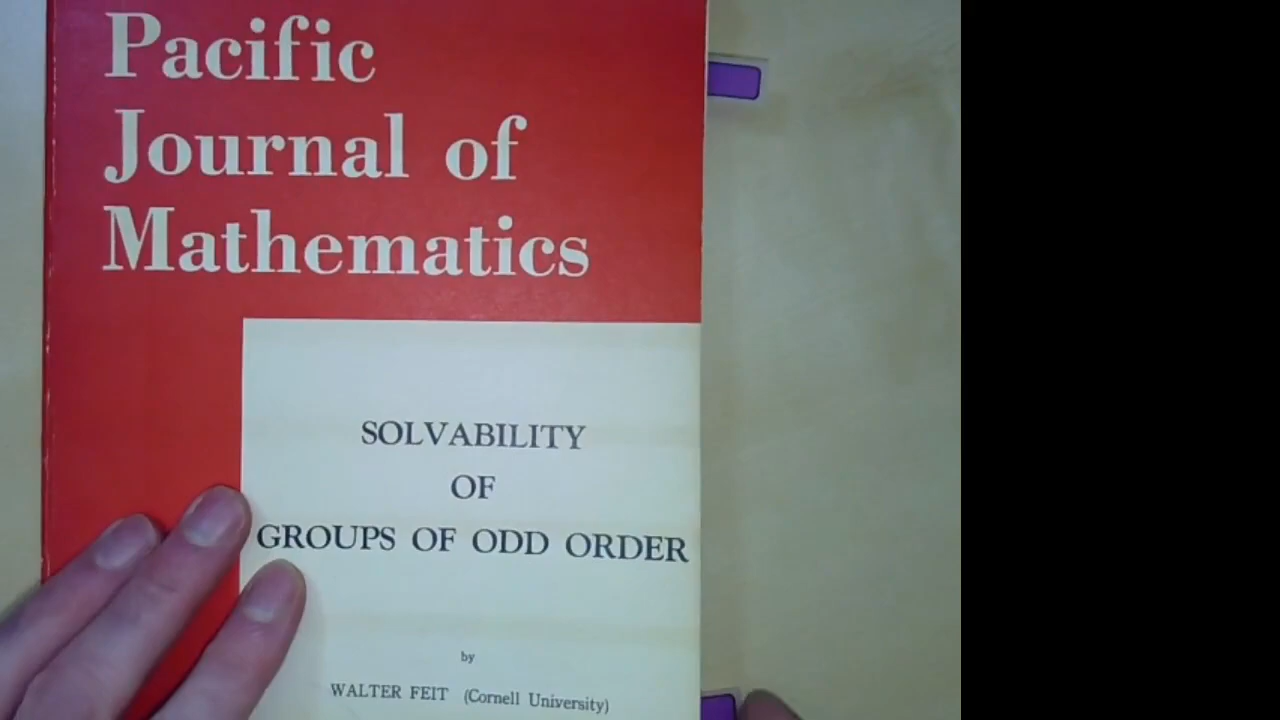 Pacific
Journal of
Mathematics
SOLVABILITY
OF
GROUPS OF ODD ORDER
by
WALTER FEIT (Cornell University)